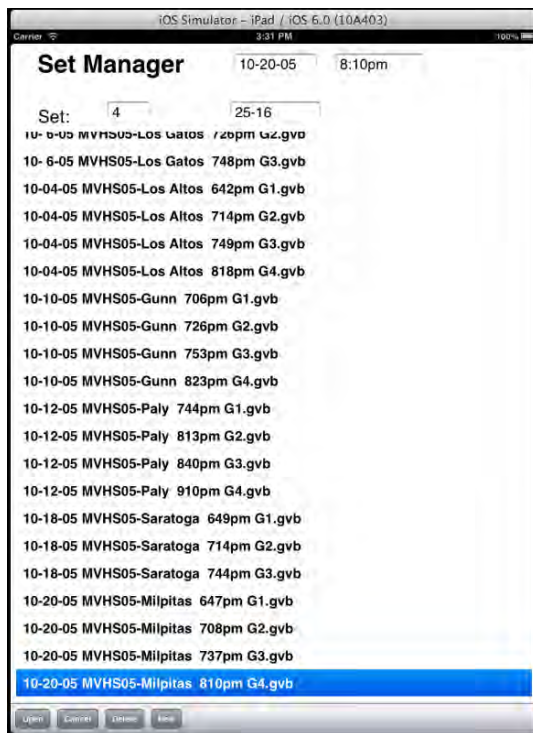 iOS Simulator – iPad / iOS 6.0 (10A403)
Carrier 3:31 PM 100%
Set Manager 10-20-05 8:10pm
Set: 4 25-16
10- 6-05 MVHS05-Los Gatos 726pm G2.gvb
10- 6-05 MVHS05-Los Gatos 748pm G3.gvb
10-04-05 MVHS05-Los Altos 642pm G1.gvb
10-04-05 MVHS05-Los Altos 714pm G2.gvb
10-04-05 MVHS05-Los Altos 749pm G3.gvb
10-04-05 MVHS05-Los Altos 818pm G4.gvb
10-10-05 MVHS05-Gunn 706pm G1.gvb
10-10-05 MVHS05-Gunn 726pm G2.gvb
10-10-05 MVHS05-Gunn 753pm G3.gvb
10-10-05 MVHS05-Gunn 823pm G4.gvb
10-12-05 MVHS05-Paly 744pm G1.gvb
10-12-05 MVHS05-Paly 813pm G2.gvb
10-12-05 MVHS05-Paly 840pm G3.gvb
10-12-05 MVHS05-Paly 910pm G4.gvb
10-18-05 MVHS05-Saratoga 649pm G1.gvb
10-18-05 MVHS05-Saratoga 714pm G2.gvb
10-18-05 MVHS05-Saratoga 744pm G3.gvb
10-20-05 MVHS05-Milpitas 647pm G1.gvb
10-20-05 MVHS05-Milpitas 708pm G2.gvb
10-20-05 MVHS05-Milpitas 737pm G3.gvb
10-20-05 MVHS05-Milpitas 810pm G4.gvb
Open Cancel Delete New